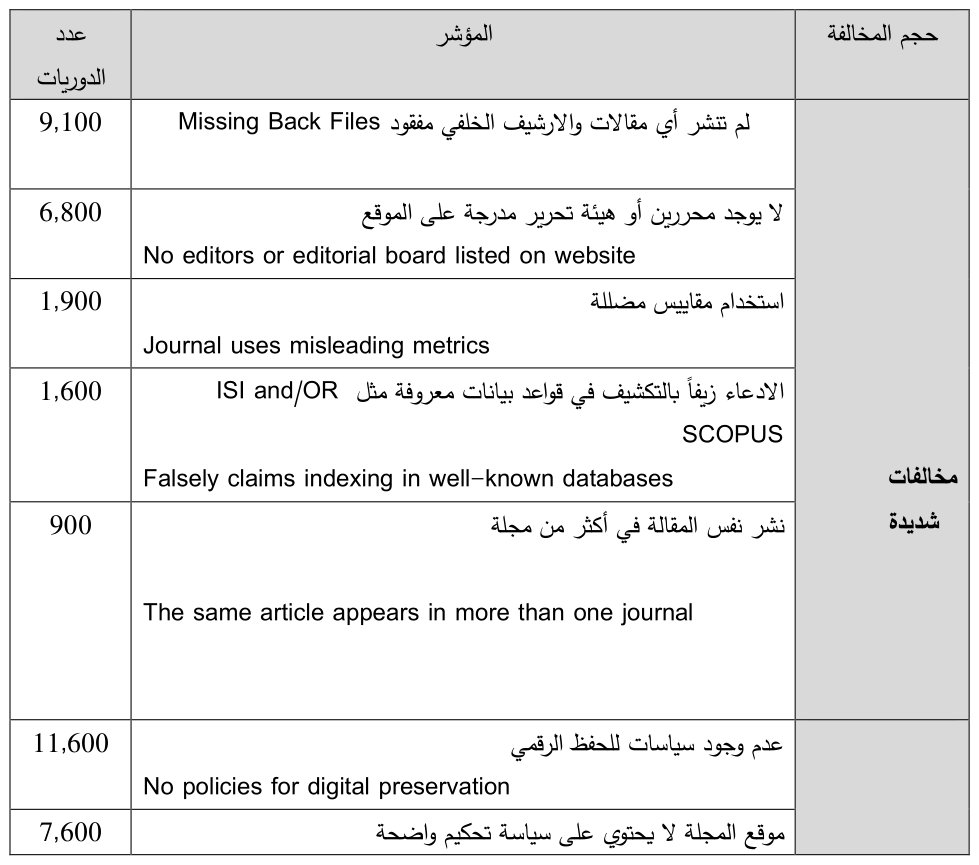 حجم المخالفة
المؤشر
عدد
الدوريات
مخالفات
شديدة
لم تنشر أي مقالات والارشيف الخلفي مفقود Missing Back Files
9,100
لا يوجد محررين أو هيئة تحرير مدرجة على الموقع
No editors or editorial board listed on website
6,800
استخدام مقاييس مضللة
Journal uses misleading metrics
1,900
الادعاء زيفاً بالتكشيف في قواعد بيانات معروفة مثل ISI and/OR
SCOPUS
Falsely claims indexing in well-known databases
1,600
نشر نفس المقالة في أكثر من مجلة
The same article appears in more than one journal
900
عدم وجود سياسات للحفظ الرقمي
No policies for digital preservation
11,600
موقع المجلة لا يحتوي على سياسة تحكيم واضحة
7,600